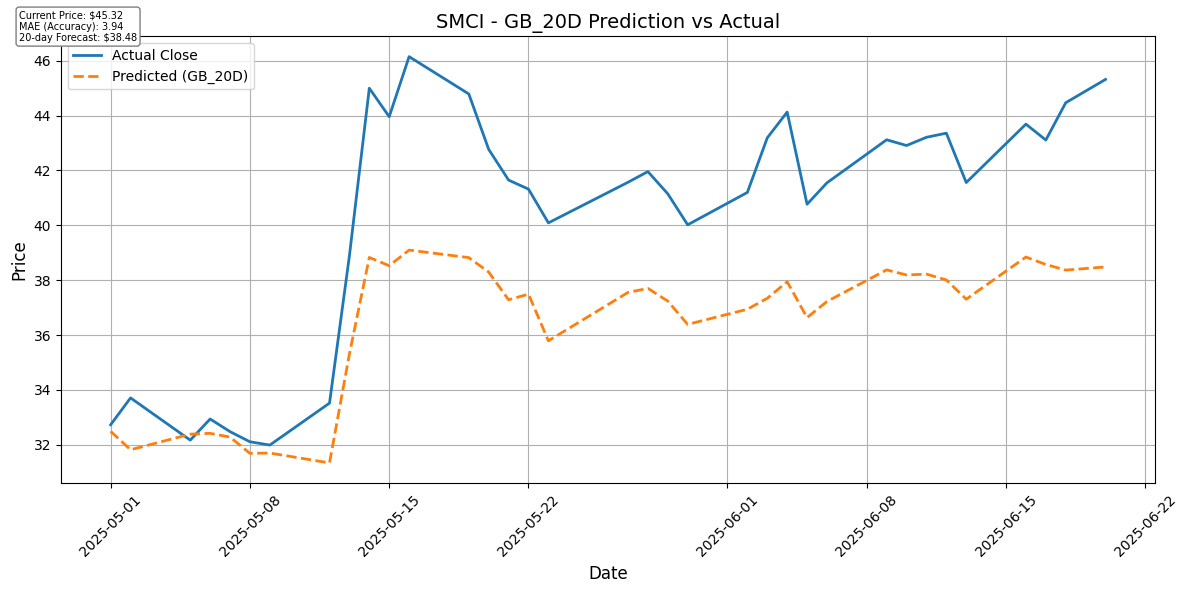 SMCI - GB_20D Prediction vs Actual
Current Price: $45.32
MAE (Accuracy): 3.94
20-day Forecast: $38.48
Actual Close
Predicted (GB_20D)
Price
46
44
42
40
38
36
34
32
2025-05-01
2025-05-08
2025-05-15
2025-05-22
2025-06-01
2025-06-08
2025-06-15
2025-06-22
Date